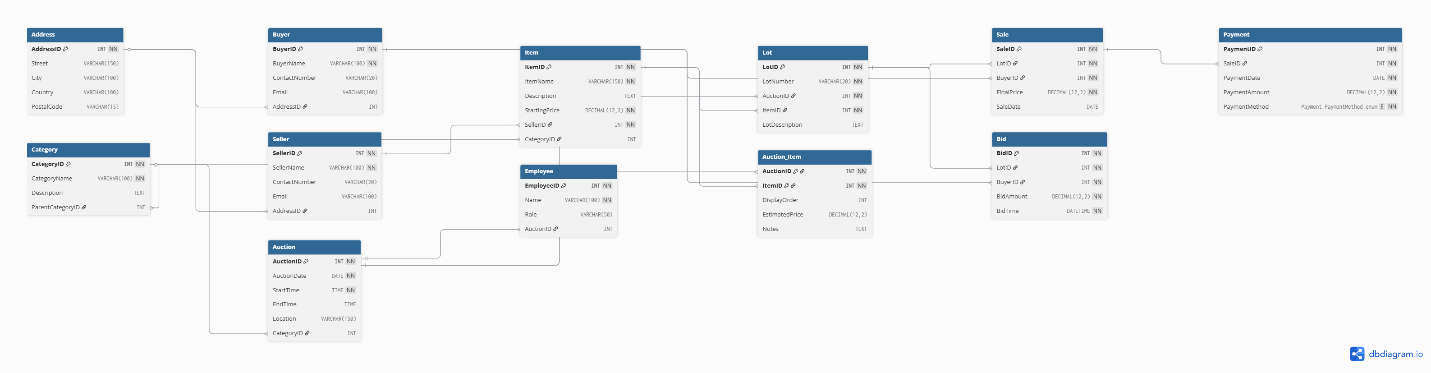 Address
AddressID INT NN
Street VARCHAR(150)
City VARCHAR(100)
Country VARCHAR(100)
PostalCode VARCHAR(15)
Category
CategoryID INT NN
CategoryName VARCHAR(100) NN
Description TEXT
ParentCategoryID INT
Buyer
BuyerID INT NN
BuyerName VARCHAR(100) NN
ContactNumber VARCHAR(20)
Email VARCHAR(100)
AddressID INT
Seller
SellerID INT NN
SellerName VARCHAR(100) NN
ContactNumber VARCHAR(20)
Email VARCHAR(100)
AddressID INT
Auction
AuctionID INT NN
AuctionDate DATE NN
StartTime TIME NN
EndTime TIME
Location VARCHAR(150)
CategoryID INT
Item
ItemID INT NN
ItemName VARCHAR(150) NN
Description TEXT
StartingPrice DECIMAL(12,2) NN
SellerID INT NN
CategoryID INT
Employee
EmployeeID INT NN
Name VARCHAR(100) NN
Role VARCHAR(50)
AuctionID INT
Lot
LotID INT NN
LotNumber VARCHAR(20) NN
AuctionID INT NN
ItemID INT NN
LotDescription TEXT
Auction_Item
AuctionID INT NN
ItemID INT NN
DisplayOrder INT
EstimatedPrice DECIMAL(12,2)
Notes TEXT
Sale
SaleID INT NN
LotID INT NN
BuyerID INT NN
FinalPrice DECIMAL(12,2) NN
SaleDate DATE
Bid
BidID INT NN
LotID INT NN
BuyerID INT NN
BidAmount DECIMAL(12,2) NN
BidTime DATETIME NN
Payment
PaymentID INT NN
SaleID INT NN
PaymentDate DATE NN
PaymentAmount DECIMAL(12,2) NN
PaymentMethod Payment_PaymentMethod_enum E NN
dbdiagram.io